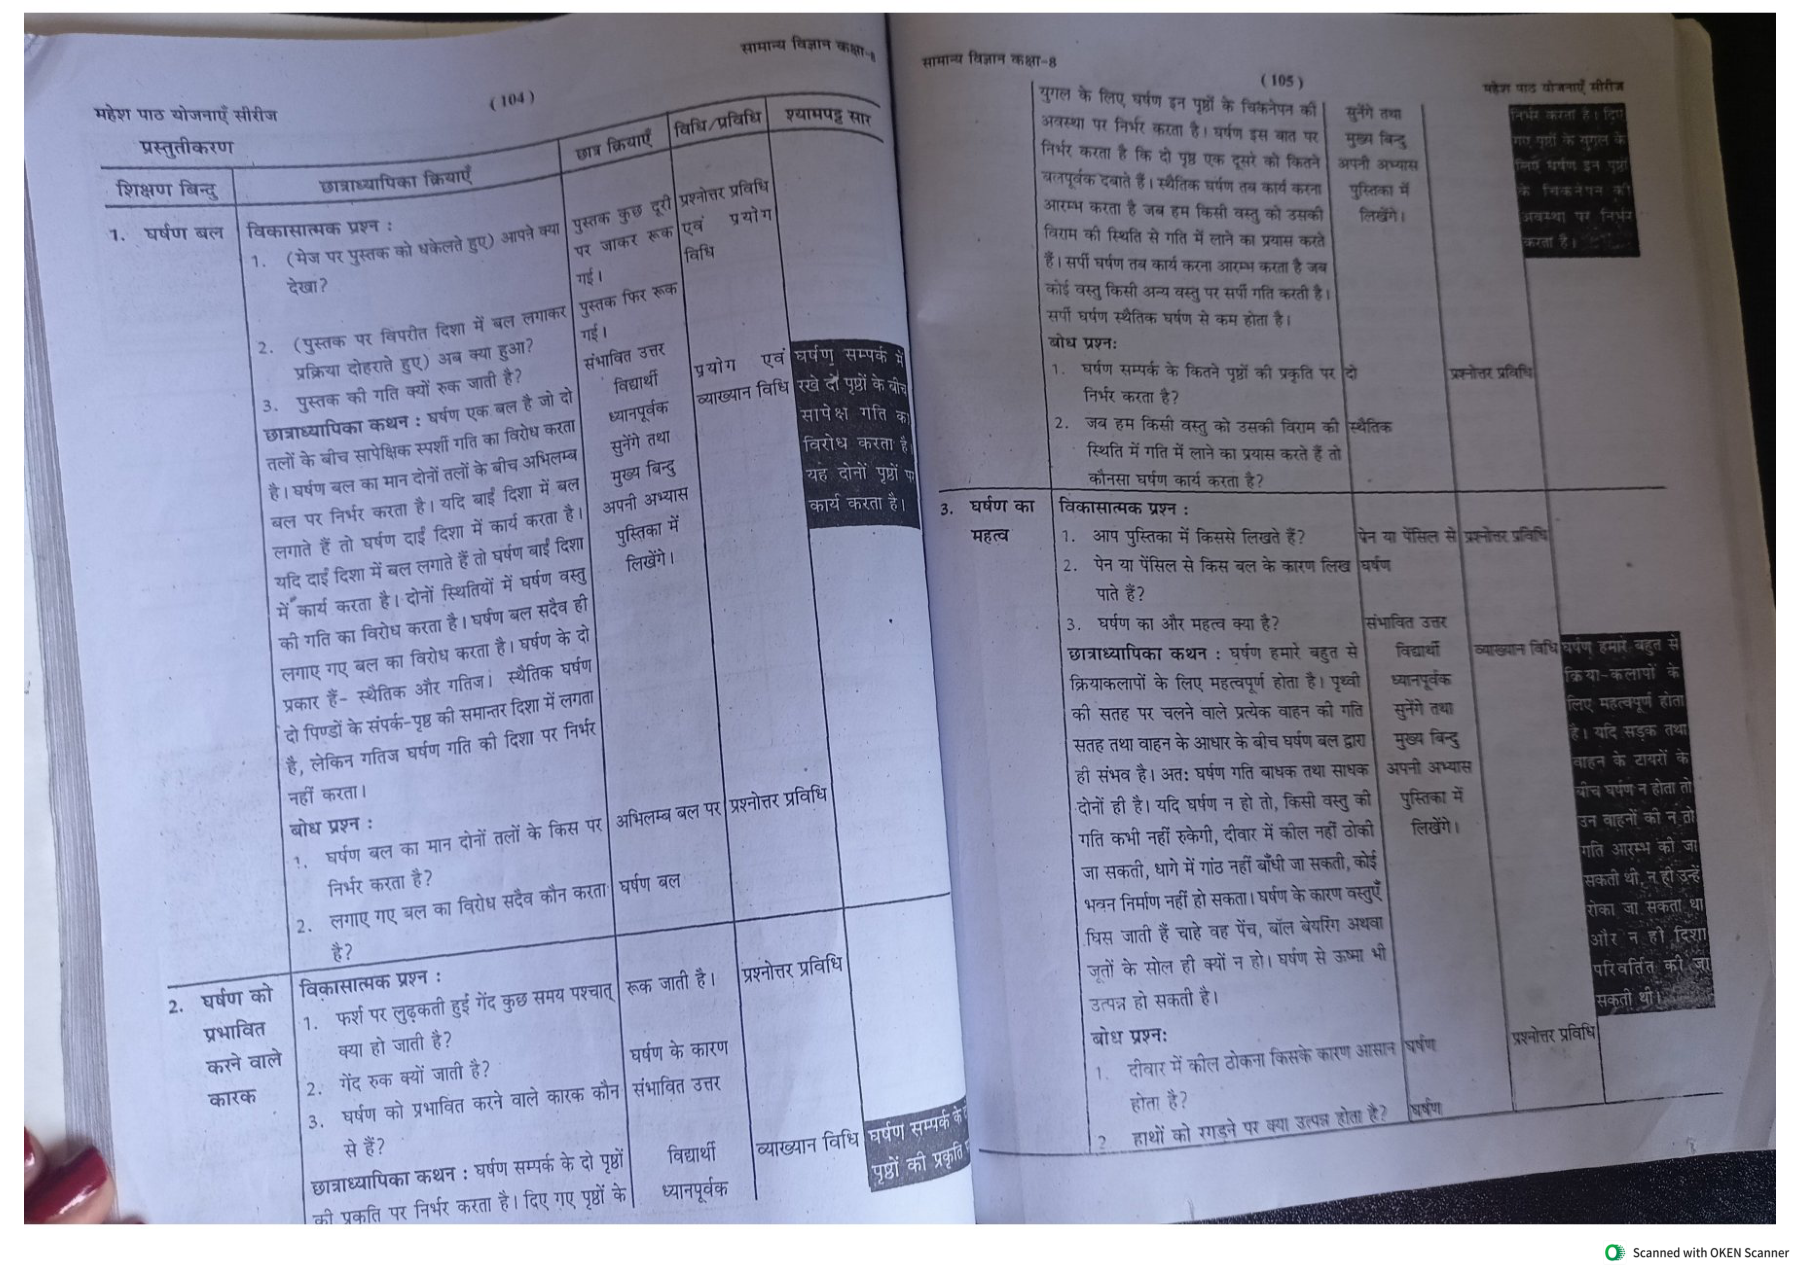 सामान्य विज्ञान कक्षा-8
(104)
महेश पाठ योजनाएँ सीरीज
प्रस्तुतीकरण
शिक्षण बिन्दु
छात्राध्यापिका क्रियाएँ
छात्र क्रियाएँ
विधि/प्रविधि
श्यामपट्ट सार
1. घर्षण बल
विकासात्मक प्रश्न :
1. (मेज पर पुस्तक को धकेलते हुए) आपने क्या
देखा?
2. (पुस्तक पर विपरीत दिशा में बल लगाकर
प्रक्रिया दोहराते हुए) अब क्या हुआ?
3. पुस्तक की गति क्यों रुक जाती है?
छात्राध्यापिका कथन : घर्षण एक बल है जो दो
तलों के बीच सापेक्षिक स्पर्शी गति का विरोध करता
है। घर्षण बल का मान दोनों तलों के बीच अभिलम्ब
बल पर निर्भर करता है। यदि बाईं दिशा में बल
लगाते हैं तो घर्षण दाईं दिशा में कार्य करता है।
यदि दाईं दिशा में बल लगाते हैं तो घर्षण बाईं दिशा
में कार्य करता है। दोनों स्थितियों में घर्षण वस्तु
की गति का विरोध करता है। घर्षण बल सदैव ही
लगाए गए बल का विरोध करता है। घर्षण के दो
प्रकार हैं- स्थैतिक और गतिज। स्थैतिक घर्षण
दो पिण्डों के संपर्क-पृष्ठ की समान्तर दिशा में लगता
है, लेकिन गतिज घर्षण गति की दिशा पर निर्भर
नहीं करता।
बोध प्रश्न :
1. घर्षण बल का मान दोनों तलों के किस पर
निर्भर करता है?
2. लगाए गए बल का विरोध सदैव कौन करता
है?
पुस्तक कुछ दूरी
पर जाकर रूक
गई।
पुस्तक फिर रूक
गई।
संभावित उत्तर
विद्यार्थी
ध्यानपूर्वक
सुनेंगे तथा
मुख्य बिन्दु
अपनी अभ्यास
पुस्तिका में
लिखेंगे।
अभिलम्ब बल पर
घर्षण बल
प्रश्नोत्तर प्रविधि
एवं प्रयोग
विधि
प्रयोग एवं
व्याख्यान विधि
प्रश्नोत्तर प्रविधि
घर्षण सम्पर्क में
रखे दो पृष्ठों के बीच
सापेक्ष गति का
विरोध करता है
यह दोनों पृष्ठों पर
कार्य करता है।
2. घर्षण को
प्रभावित
करने वाले
कारक
विकासात्मक प्रश्न :
1. फर्श पर लुढ़कती हुई गेंद कुछ समय पश्चात्
क्या हो जाती है?
2. गेंद रुक क्यों जाती है?
3. घर्षण को प्रभावित करने वाले कारक कौन
से हैं?
छात्राध्यापिका कथन : घर्षण सम्पर्क के दो पृष्ठों
की प्रकृति पर निर्भर करता है। दिए गए पृष्ठों के
रूक जाती है।
घर्षण के कारण
संभावित उत्तर
विद्यार्थी
ध्यानपूर्वक
प्रश्नोत्तर प्रविधि
व्याख्यान विधि
घर्षण सम्पर्क के
पृष्ठों की प्रकृति
सामान्य विज्ञान कक्षा-8
(105)
महेश पाठ योजनाएँ सीरीज
युगल के लिए घर्षण इन पृष्ठों के चिकनेपन की
अवस्था पर निर्भर करता है। घर्षण इस बात पर
निर्भर करता है कि दो पृष्ठ एक दूसरे को कितने
बलपूर्वक दबाते हैं। स्थैतिक घर्षण तब कार्य करना
आरम्भ करता है जब हम किसी वस्तु को उसकी
विराम की स्थिति से गति में लाने का प्रयास करते
हैं। सर्पी घर्षण तब कार्य करना आरम्भ करता है जब
कोई वस्तु किसी अन्य वस्तु पर सर्पी गति करती है।
सर्पी घर्षण स्थैतिक घर्षण से कम होता है।
बोध प्रश्न:
1. घर्षण सम्पर्क के कितने पृष्ठों की प्रकृति पर
निर्भर करता है?
2. जब हम किसी वस्तु को उसकी विराम की
स्थिति में गति में लाने का प्रयास करते हैं तो
कौनसा घर्षण कार्य करता है?
सुनेंगे तथा
मुख्य बिन्दु
अपनी अभ्यास
पुस्तिका में
लिखेंगे।
दो
स्थैतिक
प्रश्नोत्तर प्रविधि
निर्भर करता है। दिए
गए पृष्ठों के युगल के
लिए घर्षण इन पृष्ठों
के चिकनेपन की
अवस्था पर निर्भर
करता है।
3. घर्षण का
महत्व
विकासात्मक प्रश्न :
1. आप पुस्तिका में किससे लिखते हैं?
2. पेन या पेंसिल से किस बल के कारण लिख
पाते हैं?
3. घर्षण का और महत्व क्या है?
छात्राध्यापिका कथन : घर्षण हमारे बहुत से
क्रियाकलापों के लिए महत्वपूर्ण होता है। पृथ्वी
की सतह पर चलने वाले प्रत्येक वाहन की गति
सतह तथा वाहन के आधार के बीच घर्षण बल द्वारा
ही संभव है। अत: घर्षण गति बाधक तथा साधक
दोनों ही है। यदि घर्षण न हो तो, किसी वस्तु की
गति कभी नहीं रुकेगी, दीवार में कील नहीं ठोकी
जा सकती, धागे में गांठ नहीं बाँधी जा सकती, कोई
भवन निर्माण नहीं हो सकता। घर्षण के कारण वस्तुएँ
घिस जाती हैं चाहे वह पेंच, बॉल बेयरिंग अथवा
जूतों के सोल ही क्यों न हो। घर्षण से ऊष्मा भी
उत्पन्न हो सकती है।
बोध प्रश्न:
1. दीवार में कील ठोकना किसके कारण आसान
होता है?
2 हाथों को रगड़ने पर क्या उत्पन्न होता है?
पेन या पेंसिल से
घर्षण
संभावित उत्तर
विद्यार्थी
ध्यानपूर्वक
सुनेंगे तथा
मुख्य बिन्दु
अपनी अभ्यास
पुस्तिका में
लिखेंगे।
घर्षण
घर्षण
प्रश्नोत्तर प्रविधि
व्याख्यान विधि
प्रश्नोत्तर प्रविधि
घर्षण हमारे बहुत से
क्रिया-कलापों के
लिए महत्वपूर्ण होता
है। यदि सड़क तथा
वाहन के टायरों के
बीच घर्षण न होता तो
उन वाहनों की न तो
गति आरम्भ की जा
सकती थी, न ही उन्हें
रोका जा सकता था
और न ही दिशा
परिवर्तित की जा
सकती थी।
Scanned with OKEN Scanner